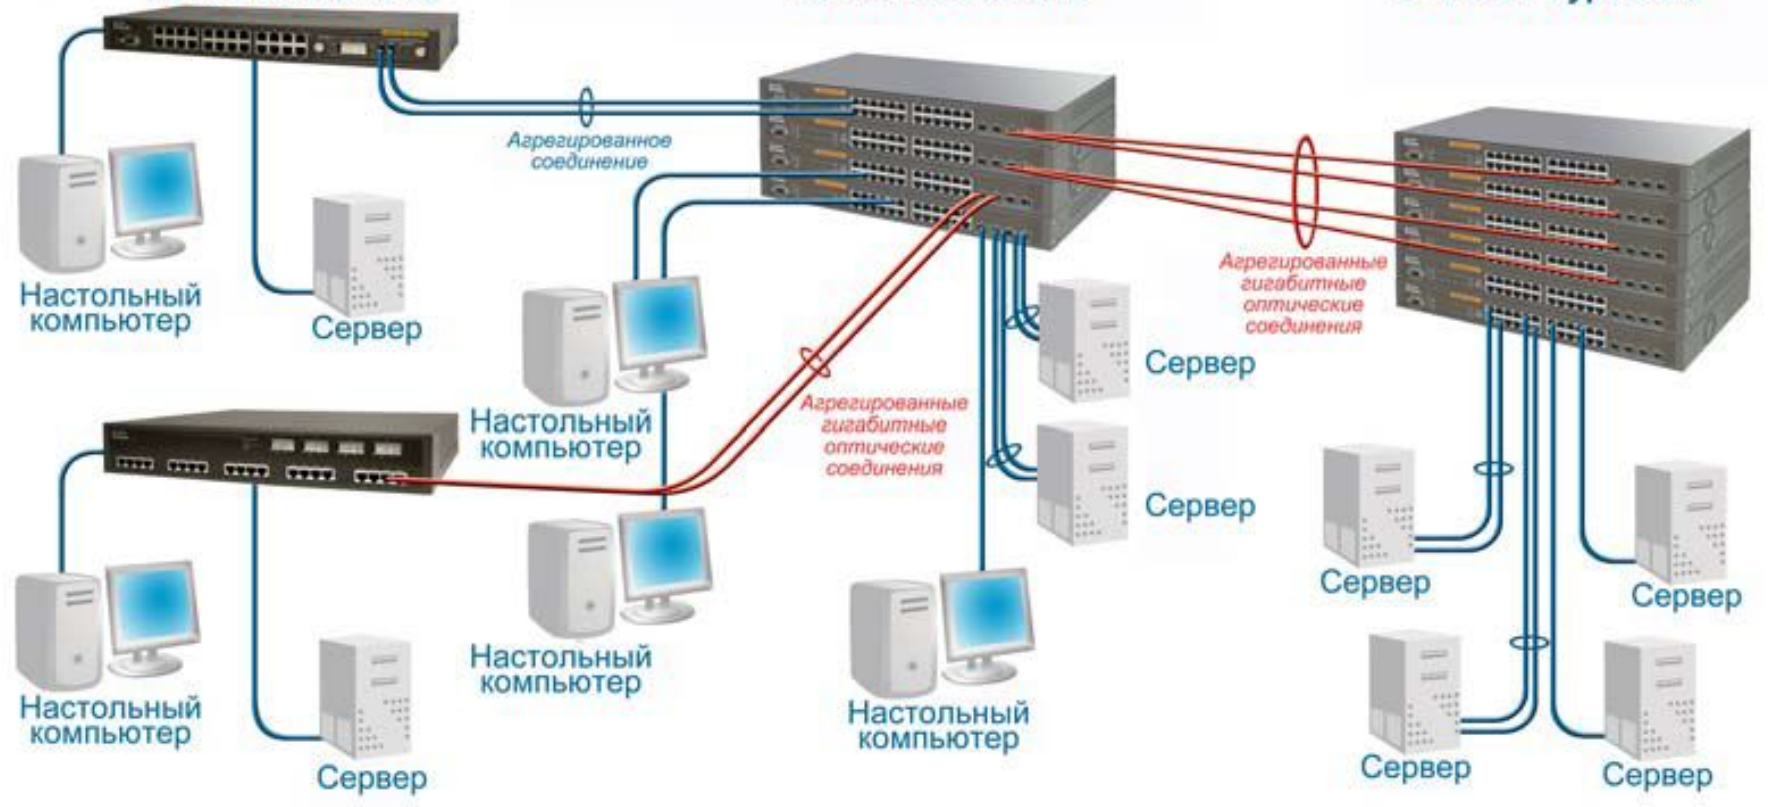 Агрегированное
соединение
Настольный
компьютер
Сервер
Агрегированные
гигабитные
оптические
соединения
Сервер
Настольный
компьютер
Агрегированные
гигабитные
оптические
соединения
Сервер
Сервер
Сервер
Настольный
компьютер
Настольный
компьютер
Настольный
компьютер
Сервер
Сервер
Сервер